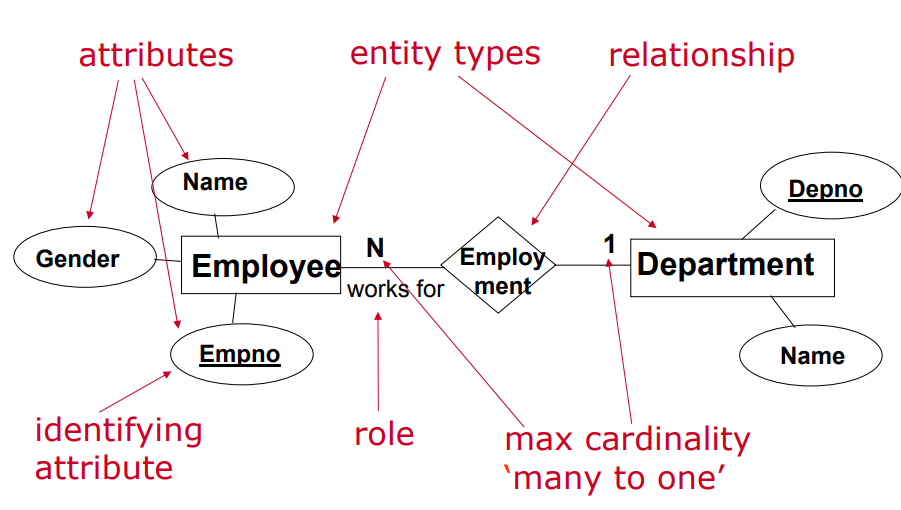 attributes
entity types
relationship
Name
Depno
Gender
Employee
N
works for
Employ
ment
1
Department
Empno
Name
identifying
attribute
role
max cardinality
‘many to one’